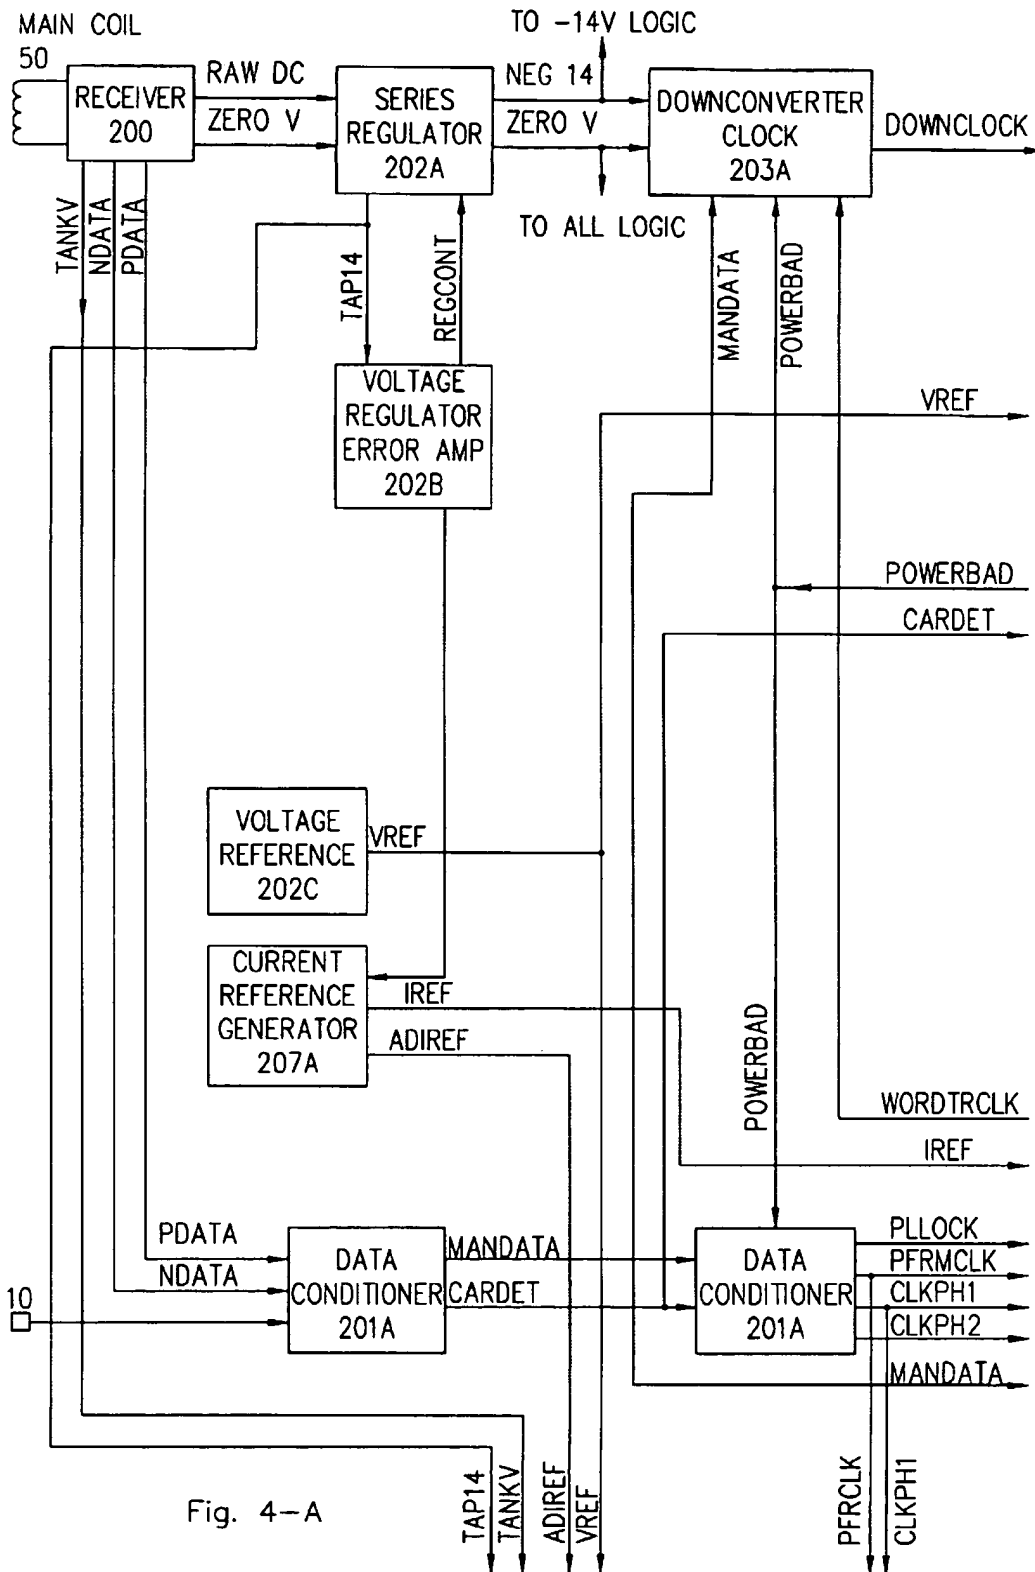 MAIN COIL
50
TO -14V LOGIC
RECEIVER
200
RAW DC
ZERO V
SERIES
REGULATOR
202A
NEG 14
ZERO V
DOWNCONVERTER
CLOCK
203A
DOWNCLOCK
TO ALL LOGIC
TANKV
NDATA
PDATA
TAP14
REGCONT
MANDATA
POWERBAD
VOLTAGE
REGULATOR
ERROR AMP
202B
VREF
POWERBAD
CARDET
VOLTAGE
REFERENCE
202C
VREF
CURRENT
REFERENCE
GENERATOR
207A
IREF
ADIREF
POWERBAD
WORDTRCLK
IREF
PDATA
NDATA
10
DATA
CONDITIONER
201A
MANDATA
CARDET
DATA
CONDITIONER
201A
PLLOCK
PFRMCLK
CLKPH1
CLKPH2
MANDATA
TAP14
TANKV
ADIREF
VREF
PFRCLK
CLKPH1
Fig. 4-A